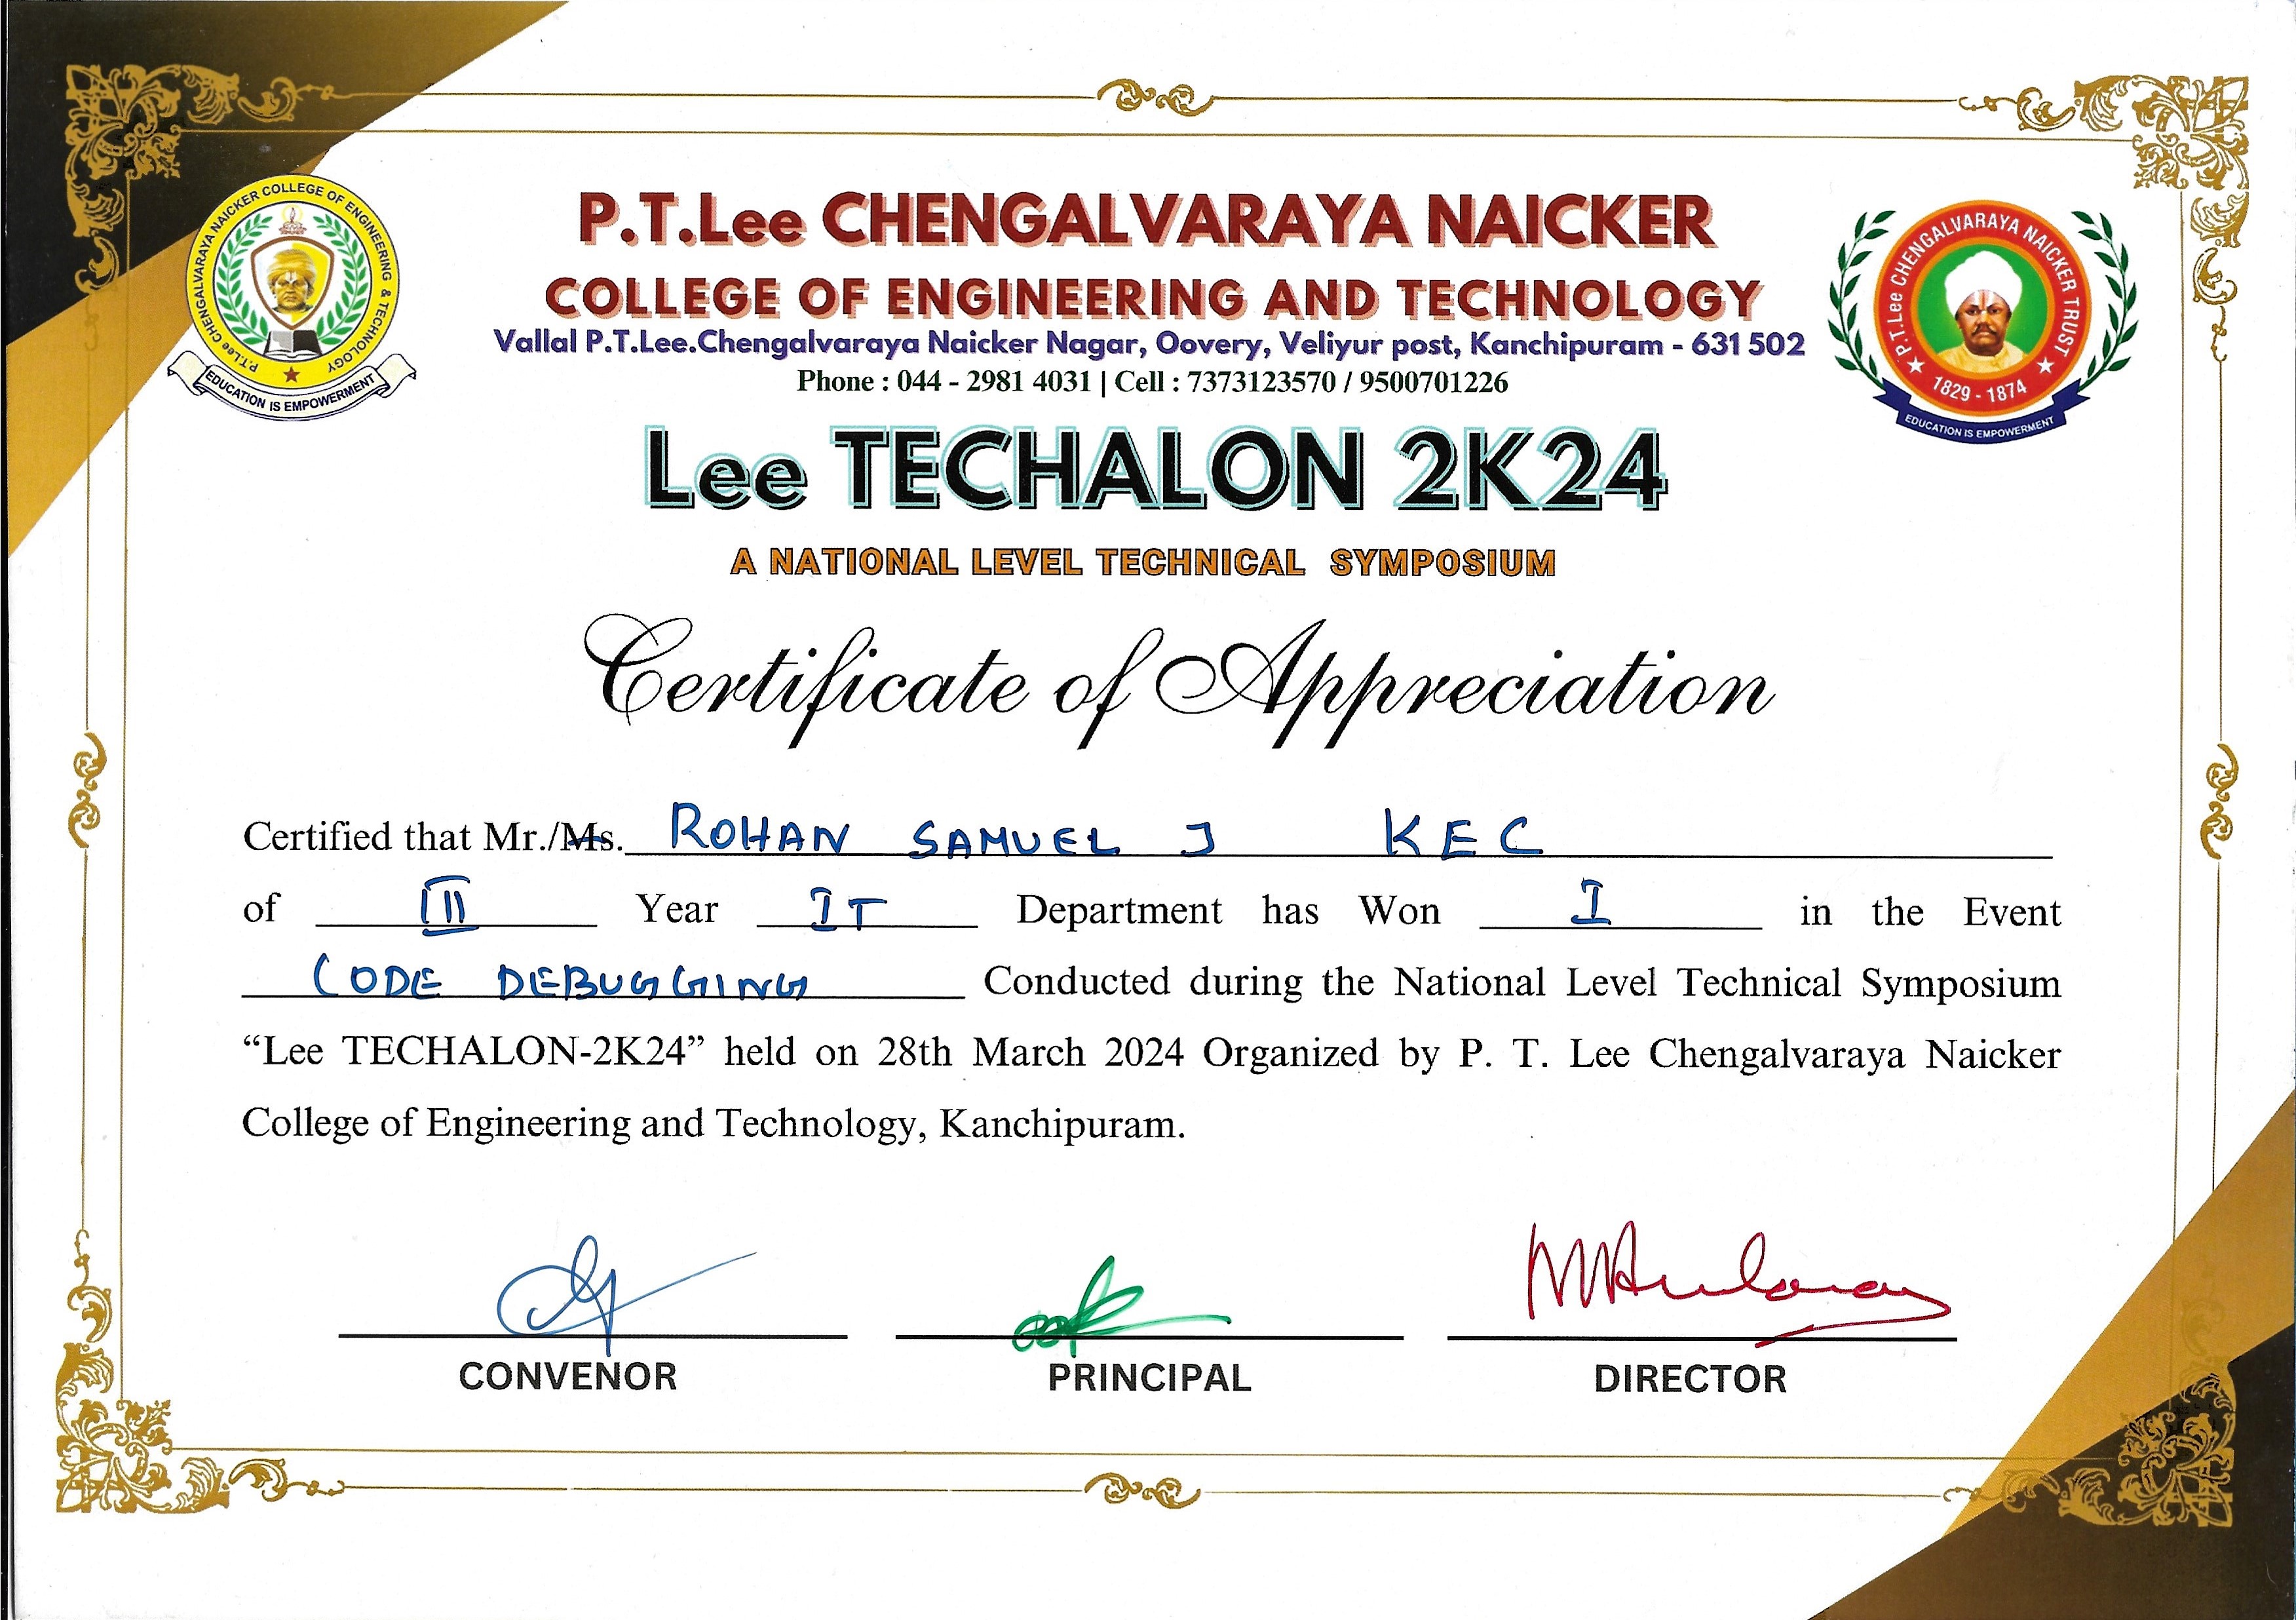 P.T.Lee CHENGALVARAYA NAICKER
COLLEGE OF ENGINEERING AND TECHNOLOGY
Vallal P.T.Lee.Chengalvaraya Naicker Nagar, Oovery, Veliyur post, Kanchipuram - 631 502
Phone : 044 - 2981 4031 | Cell : 7373123570 / 9500701226
P.T.Lee CHENGALVARAYA NAICKER COLLEGE OF ENGINEERING & TECHNOLOGY
EDUCATION IS EMPOWERMENT
P.T.Lee CHENGALVARAYA NAICKER TRUST
1829 - 1874
EDUCATION IS EMPOWERMENT
Lee TECHALON 2K24
A NATIONAL LEVEL TECHNICAL SYMPOSIUM
Certificate of Appreciation
Certified that Mr./Ms. ROHAN SAMUEL J KEC
of III Year IT Department has Won I in the Event
CODE DEBUGGING Conducted during the National Level Technical Symposium
“Lee TECHALON-2K24” held on 28th March 2024 Organized by P. T. Lee Chengalvaraya Naicker
College of Engineering and Technology, Kanchipuram.
CONVENOR PRINCIPAL DIRECTOR